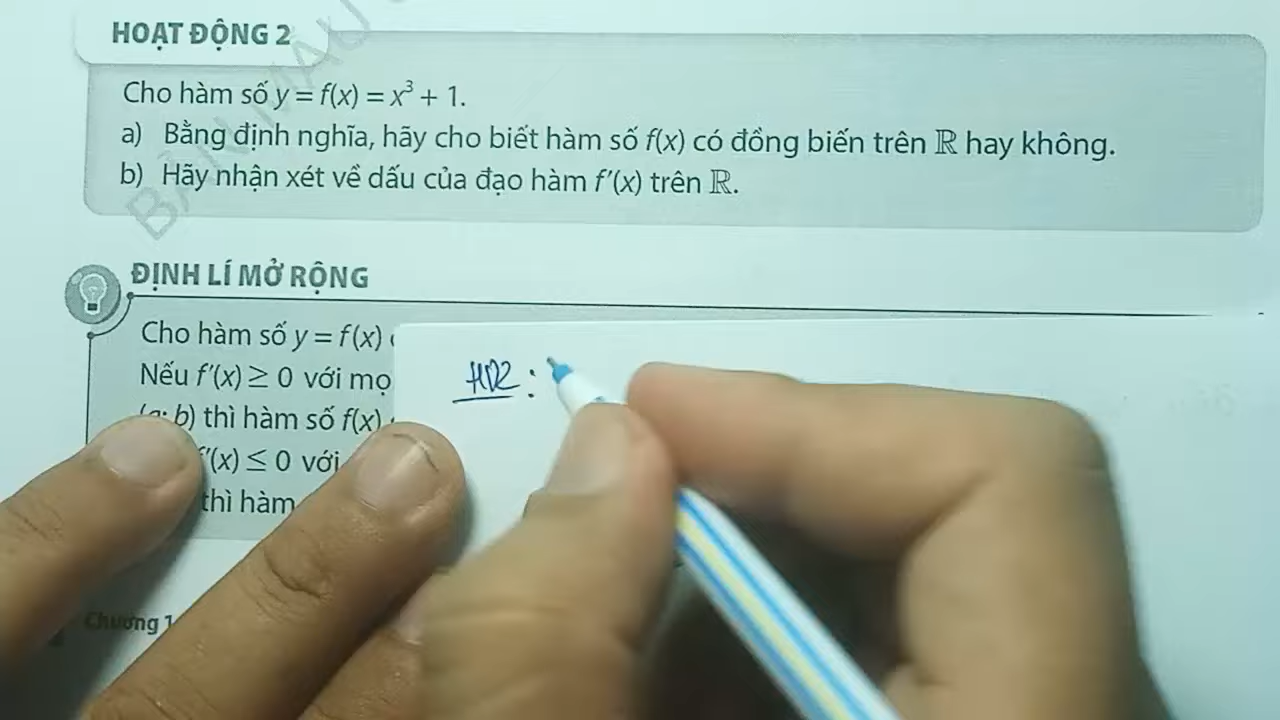 HOẠT ĐỘNG 2
Cho hàm số y = f(x) = x³ + 1.
a) Bằng định nghĩa, hãy cho biết hàm số f(x) có đồng biến trên ℝ hay không.
b) Hãy nhận xét về dấu của đạo hàm f′(x) trên ℝ.
ĐỊNH LÍ MỞ RỘNG
Cho hàm số y = f(x)
Nếu f′(x) ≥ 0 với mọ
HĐ2 :
(a; b) thì hàm số f(x)
f′(x) ≤ 0 với
thì hàm
Chương 1